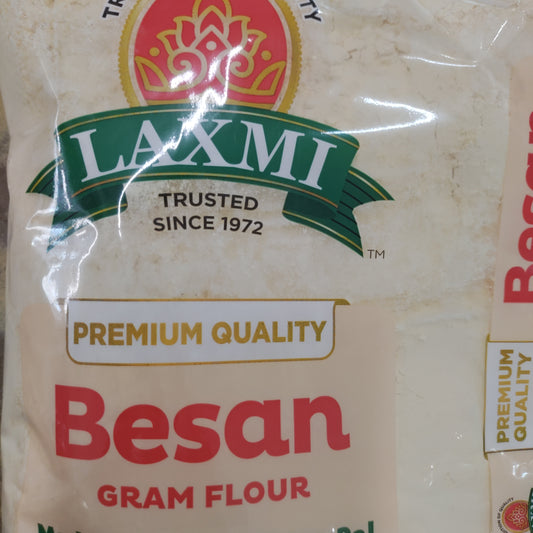 LAXMI
TRUSTED
SINCE 1972
TM
PREMIUM QUALITY
Besan
GRAM FLOUR
Besan
PREMIUM
QUALITY